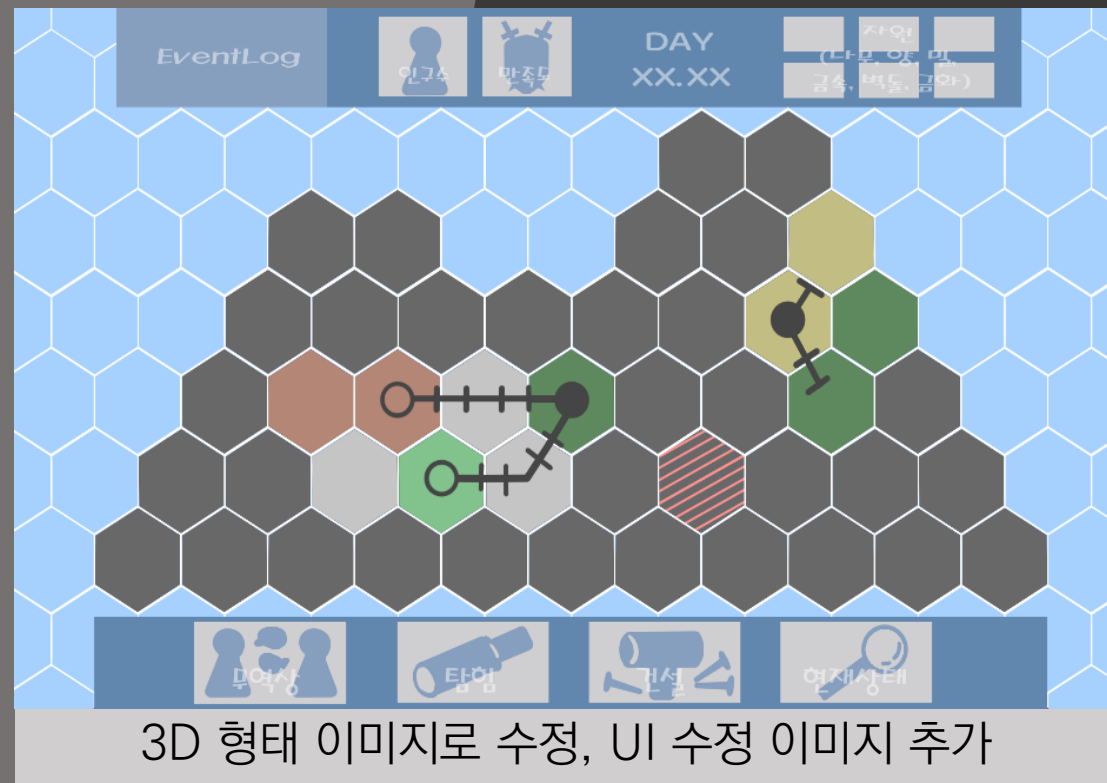 EventLog
인구수
만족도
DAY
XX.XX
자원
(나무, 양, 밀,
금속, 벽돌, 금화)
무역상
탐험
건설
현재상태
3D 형태 이미지로 수정, UI 수정 이미지 추가